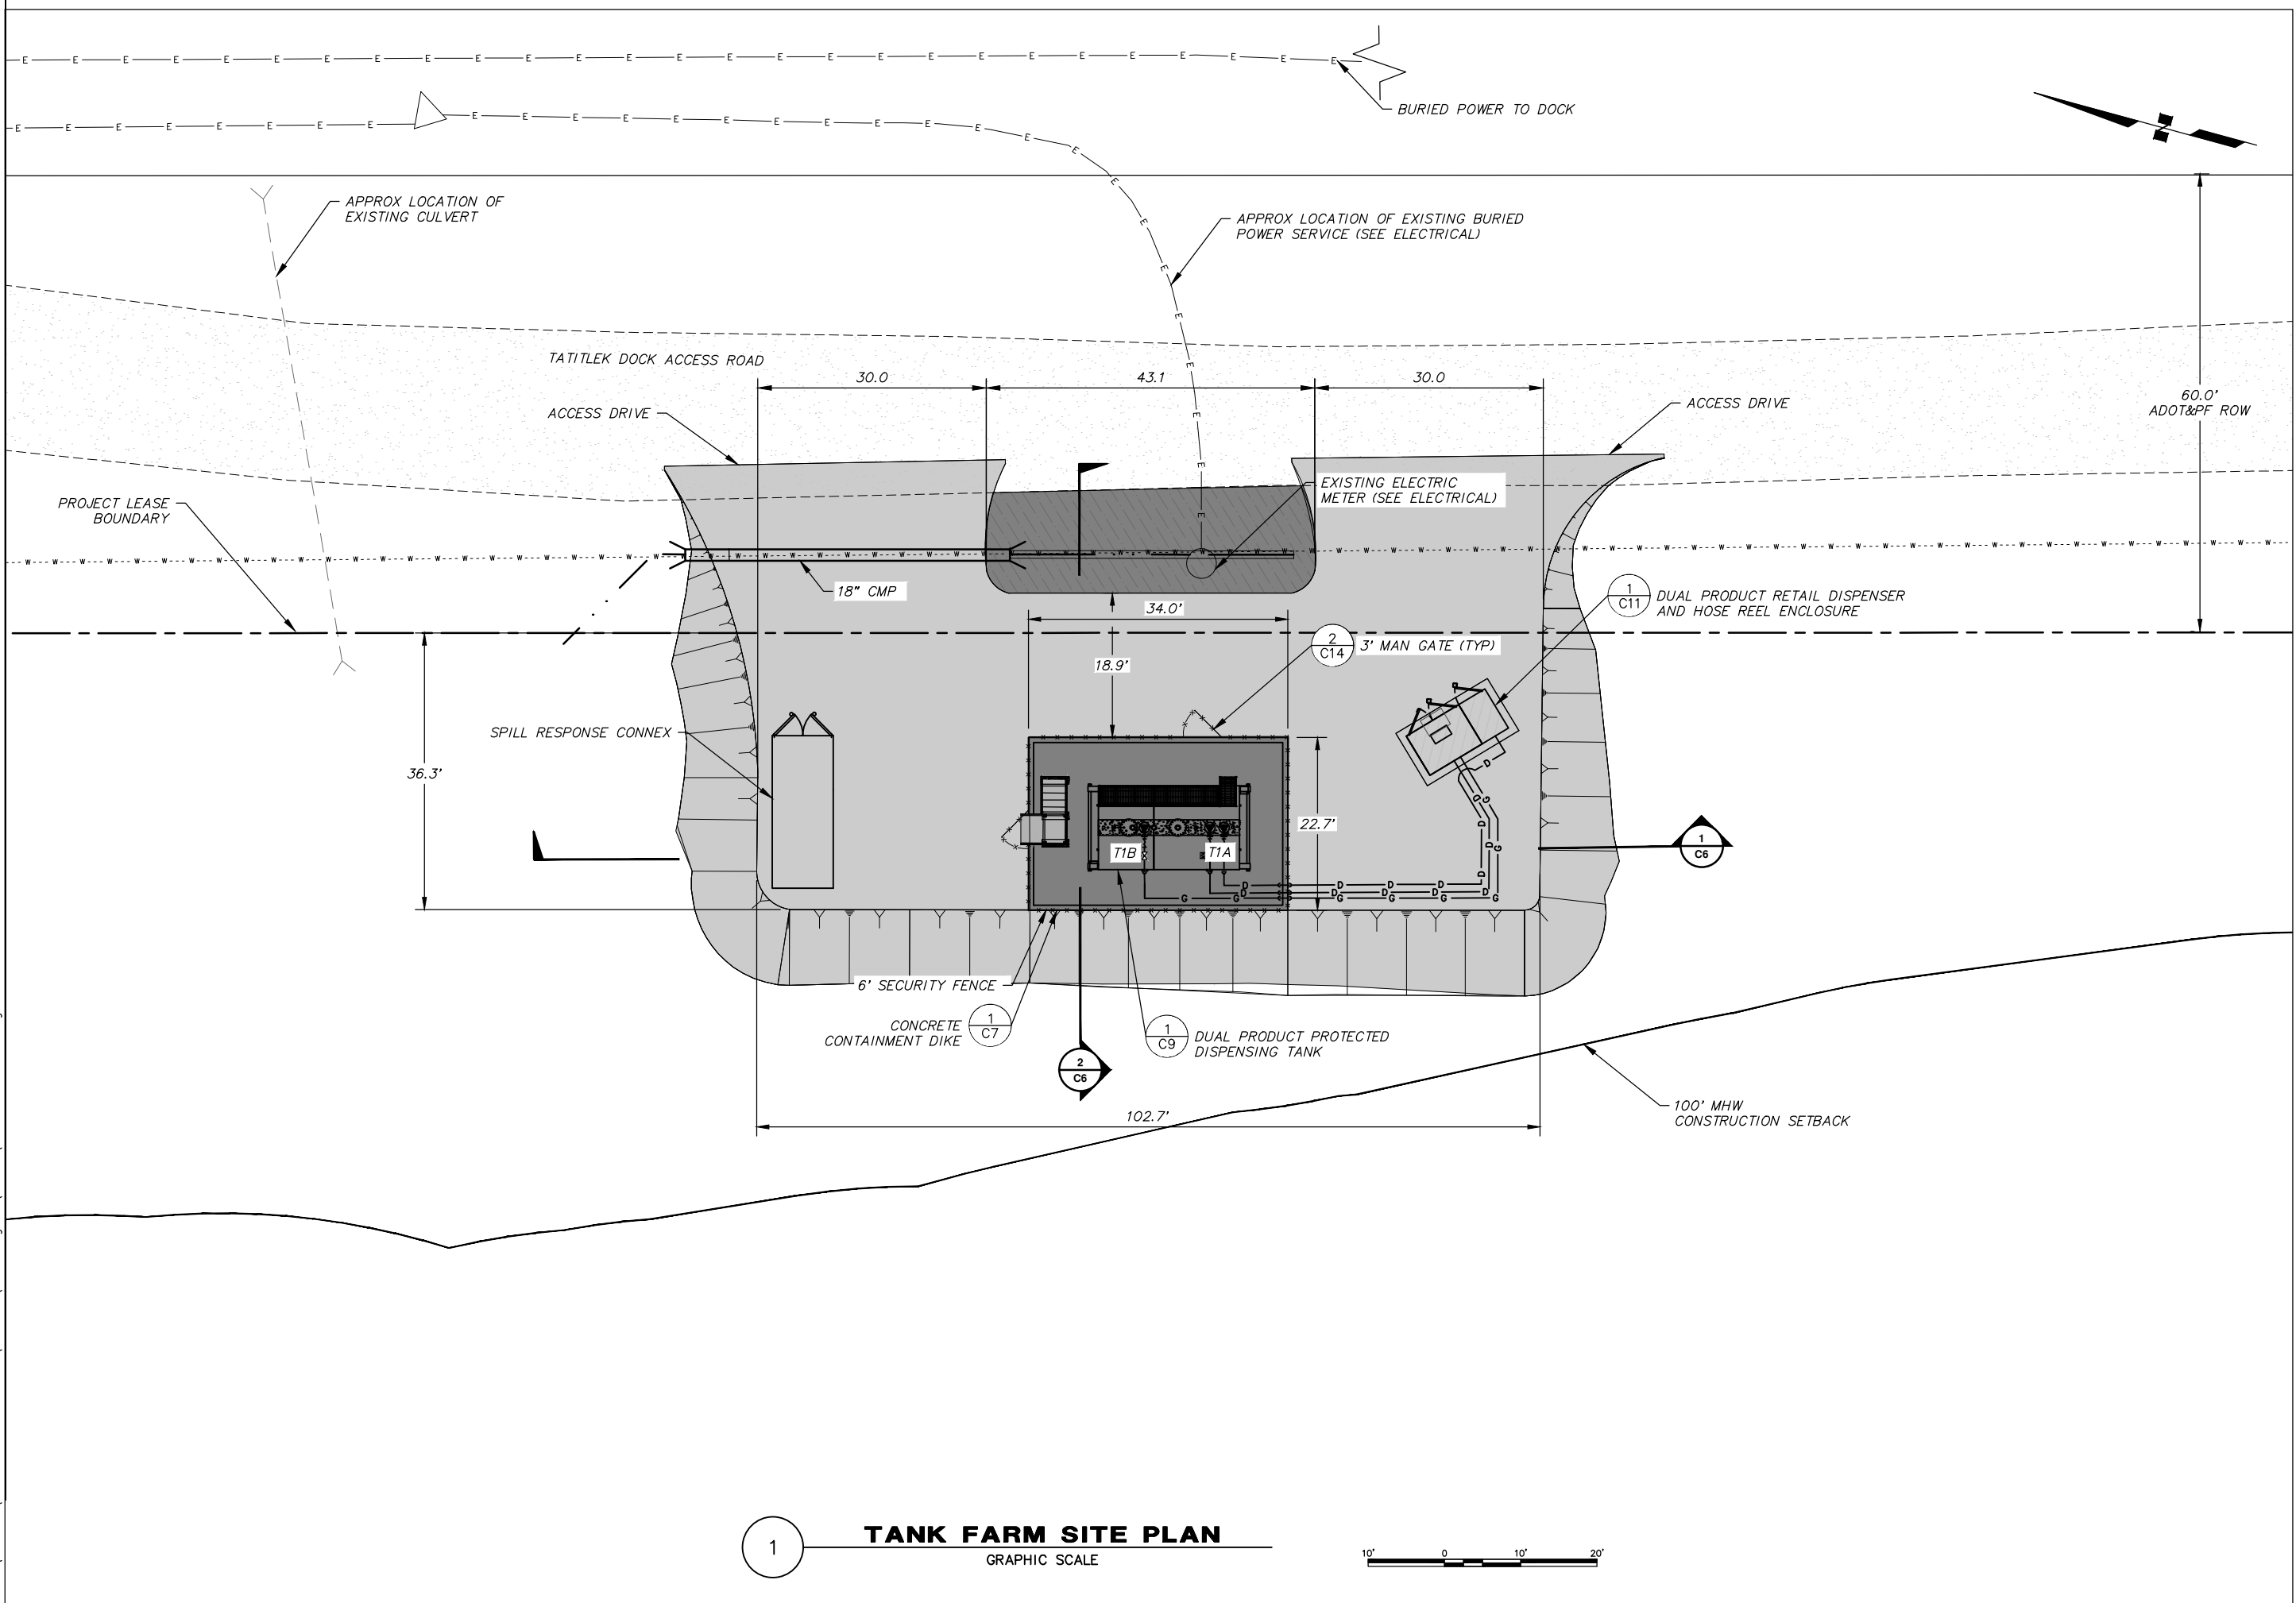 BURIED POWER TO DOCK
APPROX LOCATION OF
EXISTING CULVERT
APPROX LOCATION OF EXISTING BURIED
POWER SERVICE (SEE ELECTRICAL)
TATITLEK DOCK ACCESS ROAD
30.0
43.1
30.0
60.0'
ADOT&PF ROW
ACCESS DRIVE
ACCESS DRIVE
PROJECT LEASE
BOUNDARY
EXISTING ELECTRIC
METER (SEE ELECTRICAL)
18" CMP
34.0'
1
C11
DUAL PRODUCT RETAIL DISPENSER
AND HOSE REEL ENCLOSURE
2
C14
3' MAN GATE (TYP)
18.9'
SPILL RESPONSE CONNEX
36.3'
22.7'
T1B
T1A
1
C6
6' SECURITY FENCE
CONCRETE
CONTAINMENT DIKE
1
C7
1
C9
DUAL PRODUCT PROTECTED
DISPENSING TANK
2
C6
102.7'
100' MHW
CONSTRUCTION SETBACK
1
TANK FARM SITE PLAN
GRAPHIC SCALE
10' 0 10' 20'